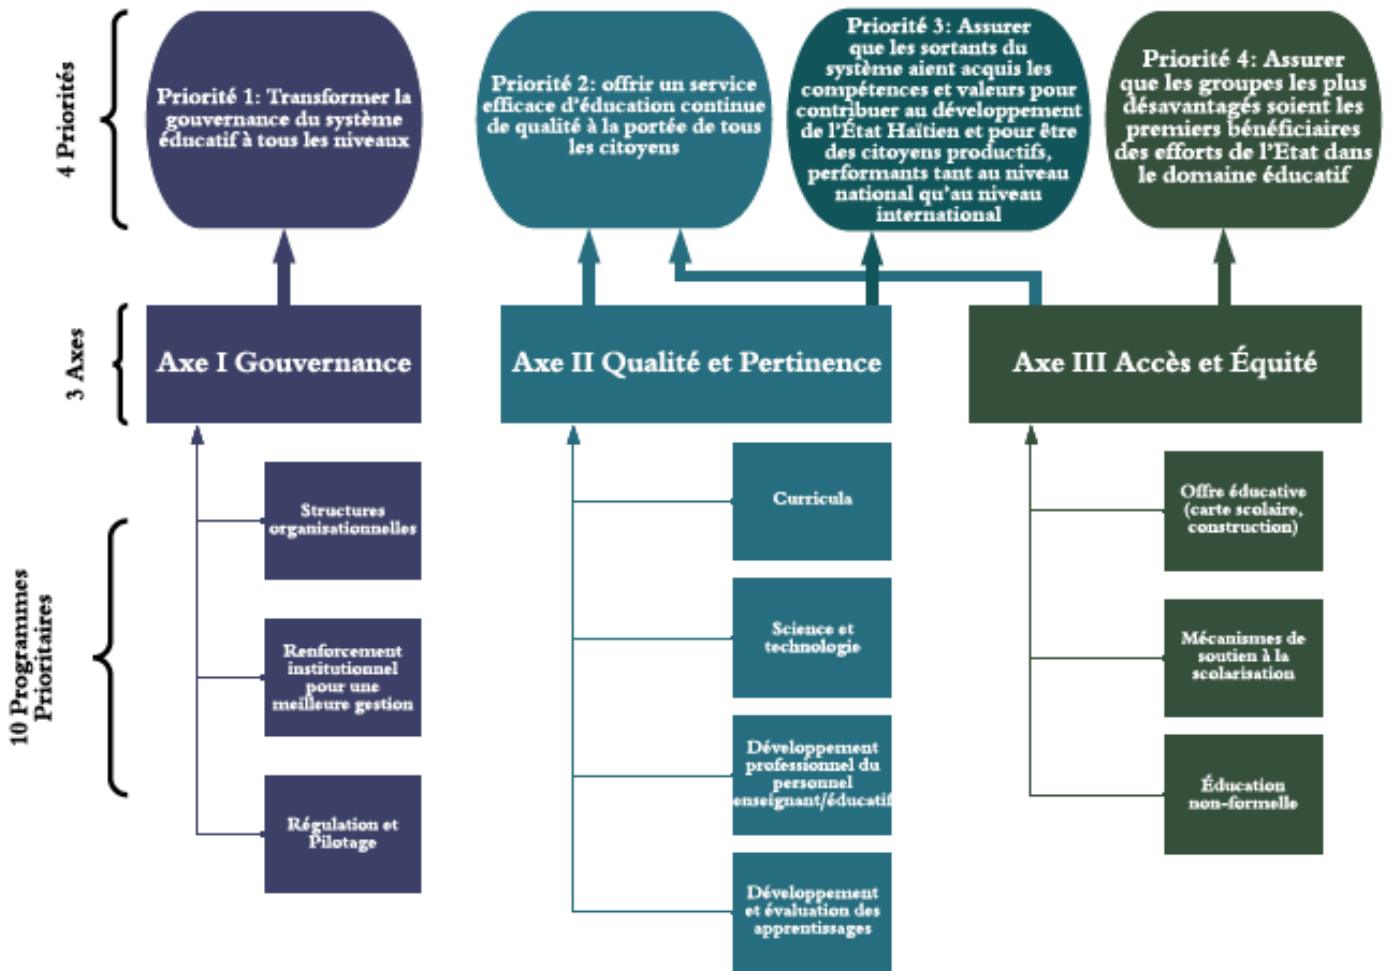 4 Priorités
Priorité 1: Transformer la
gouvernance du système
éducatif à tous les niveaux
Priorité 2: offrir un service
efficace d'éducation continue
de qualité à la portée de tous
les citoyens
Priorité 3: Assurer
que les sortants du
système aient acquis les
compétences et valeurs pour
contribuer au développement
de l'État Haïtien et pour être
des citoyens productifs,
performants tant au niveau
national qu'au niveau
international
Priorité 4: Assurer
que les groupes les plus
désavantagés soient les
premiers bénéficiaires
des efforts de l'Etat dans
le domaine éducatif
3 Axes
Axe I Gouvernance
Axe II Qualité et Pertinence
Axe III Accès et Équité
10 Programmes
Prioritaires
Structures
organisationnelles
Renforcement
institutionnel
pour une
meilleure gestion
Régulation et
Pilotage
Curricula
Science et
technologie
Développement
professionnel du
personnel
enseignant/éducatif
Développement
et évaluation des
apprentissages
Offre éducative
(carte scolaire,
construction)
Mécanismes de
soutien à la
scolarisation
Éducation
non-formelle